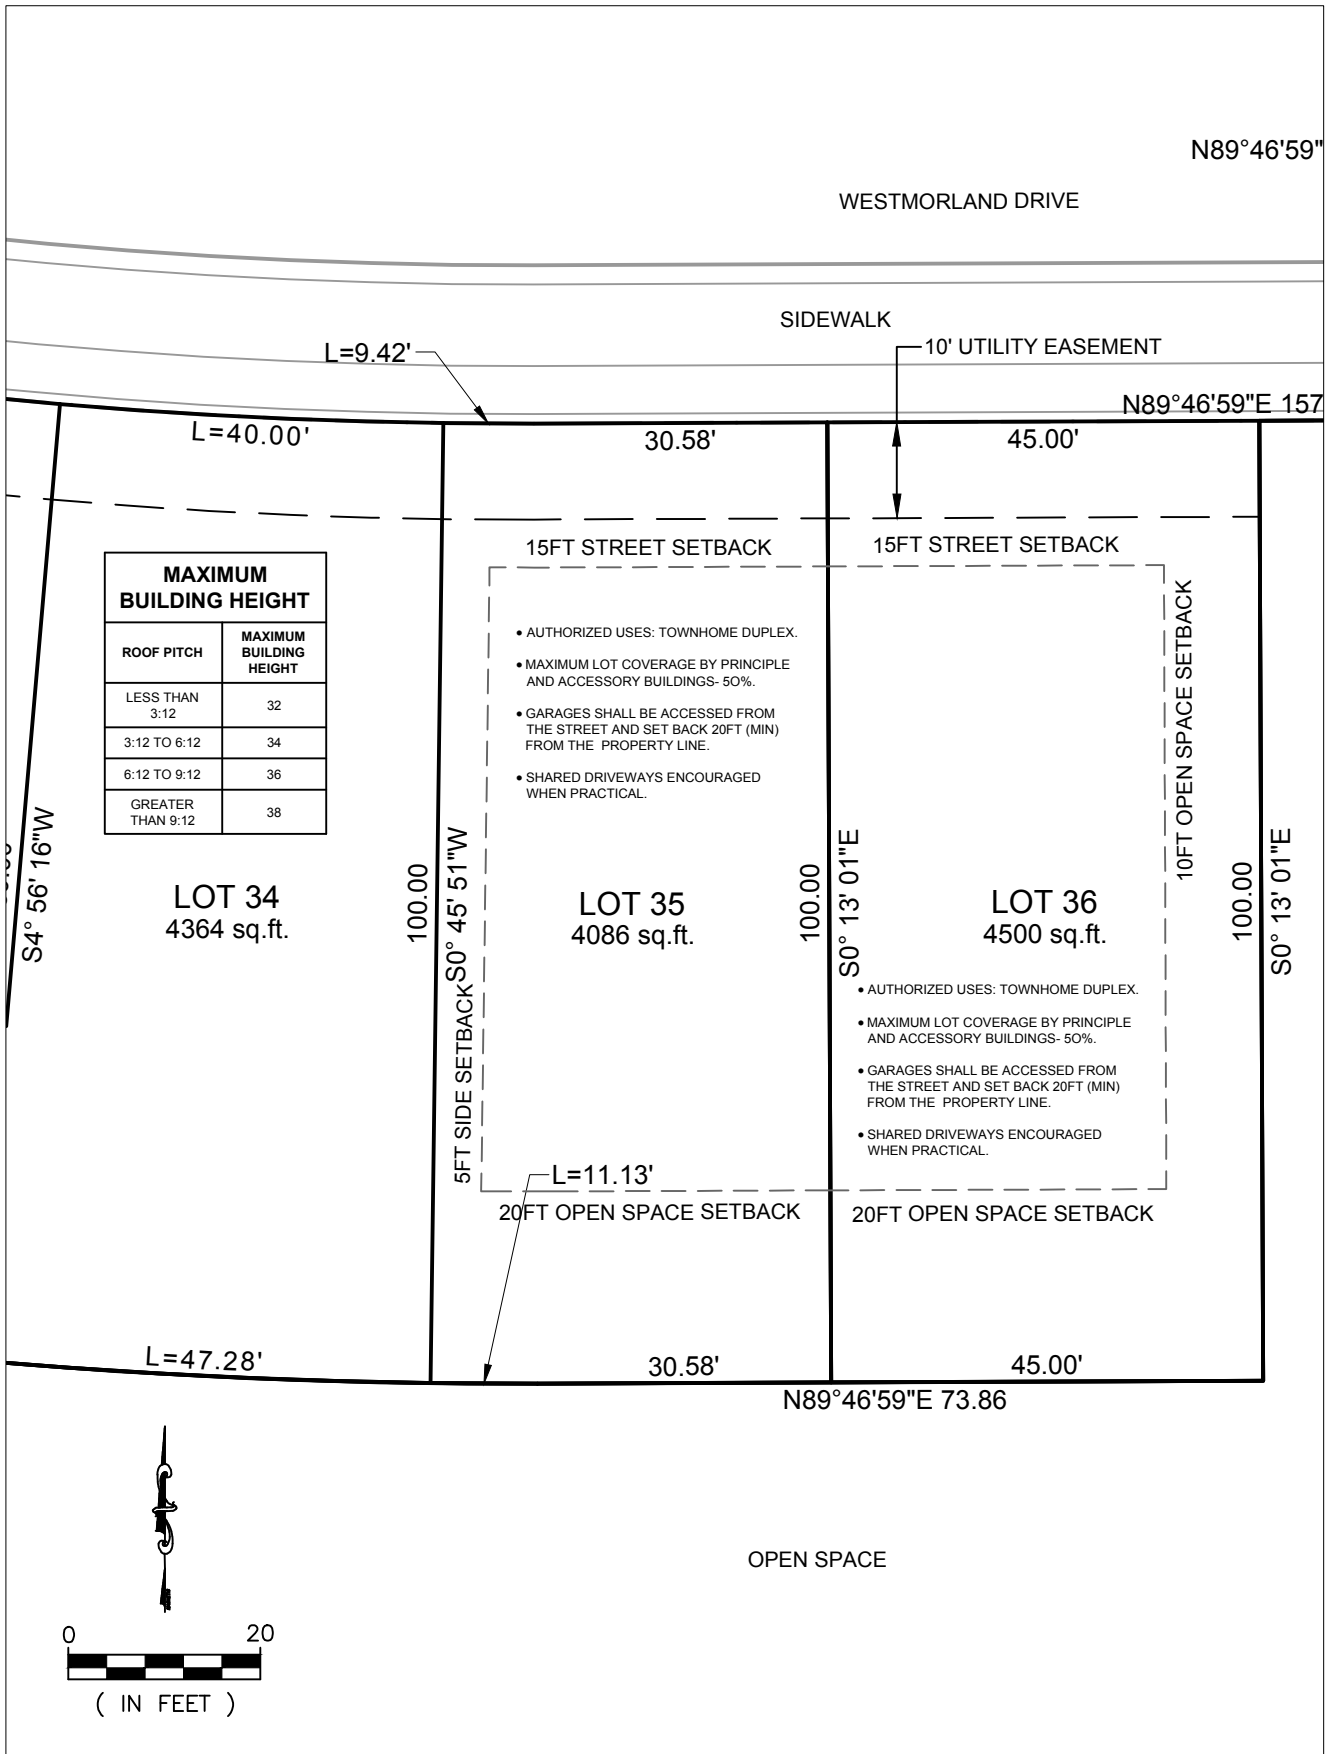 N89°46'59"
WESTMORLAND DRIVE
SIDEWALK
L=9.42'
10' UTILITY EASEMENT
N89°46'59"E 157
L=40.00'
30.58'
45.00'
15FT STREET SETBACK
15FT STREET SETBACK
MAXIMUM
BUILDING HEIGHT
ROOF PITCH
MAXIMUM
BUILDING
HEIGHT
LESS THAN
3:12
32
3:12 TO 6:12
34
6:12 TO 9:12
36
GREATER
THAN 9:12
38
• AUTHORIZED USES: TOWNHOME DUPLEX.
• MAXIMUM LOT COVERAGE BY PRINCIPLE
AND ACCESSORY BUILDINGS- 5O%.
• GARAGES SHALL BE ACCESSED FROM
THE STREET AND SET BACK 20FT (MIN)
FROM THE PROPERTY LINE.
• SHARED DRIVEWAYS ENCOURAGED
WHEN PRACTICAL.
10FT OPEN SPACE SETBACK
S4° 56' 16"W
LOT 34
4364 sq.ft.
100.00
S0° 45' 51"W
LOT 35
4086 sq.ft.
100.00
S0° 13' 01"E
LOT 36
4500 sq.ft.
100.00
S0° 13' 01"E
• AUTHORIZED USES: TOWNHOME DUPLEX.
• MAXIMUM LOT COVERAGE BY PRINCIPLE
AND ACCESSORY BUILDINGS- 5O%.
• GARAGES SHALL BE ACCESSED FROM
THE STREET AND SET BACK 20FT (MIN)
FROM THE PROPERTY LINE.
• SHARED DRIVEWAYS ENCOURAGED
WHEN PRACTICAL.
5FT SIDE SETBACK
L=11.13'
20FT OPEN SPACE SETBACK
20FT OPEN SPACE SETBACK
L=47.28'
30.58'
45.00'
N89°46'59"E 73.86
OPEN SPACE
0
20
( IN FEET )